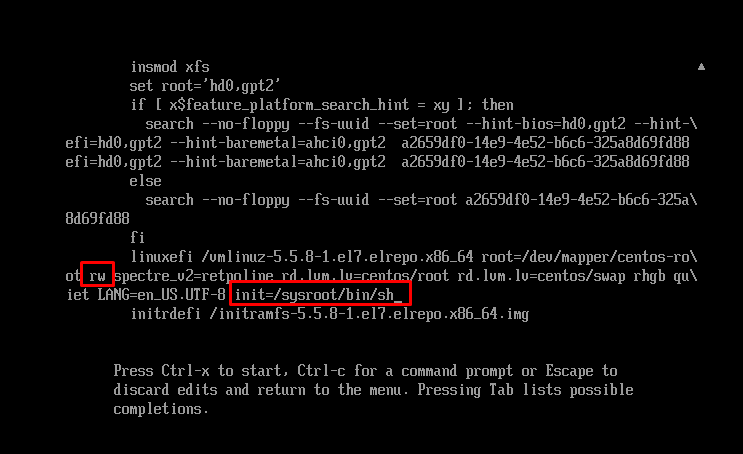 insmod xfs
set root='hd0,gpt2'
if [ x$feature_platform_search_hint = xy ]; then
search --no-floppy --fs-uuid --set=root --hint-bios=hd0,gpt2 --hint-\
efi=hd0,gpt2 --hint-baremetal=ahci0,gpt2  a2659df0-14e9-4e52-b6c6-325a8d69fd88
efi=hd0,gpt2 --hint-baremetal=ahci0,gpt2  a2659df0-14e9-4e52-b6c6-325a8d69fd88
else
search --no-floppy --fs-uuid --set=root a2659df0-14e9-4e52-b6c6-325a\
8d69fd88
fi
linuxefi /vmlinuz-5.5.8-1.el7.elrepo.x86_64 root=/dev/mapper/centos-ro\
ot rw spectre_v2=retpoline rd.lvm.lv=centos/root rd.lvm.lv=centos/swap rhgb qu\
iet LANG=en_US.UTF-8 init=/sysroot/bin/sh_
initrdefi /initramfs-5.5.8-1.el7.elrepo.x86_64.img
Press Ctrl-x to start, Ctrl-c for a command prompt or Escape to
discard edits and return to the menu. Pressing Tab lists possible
completions.